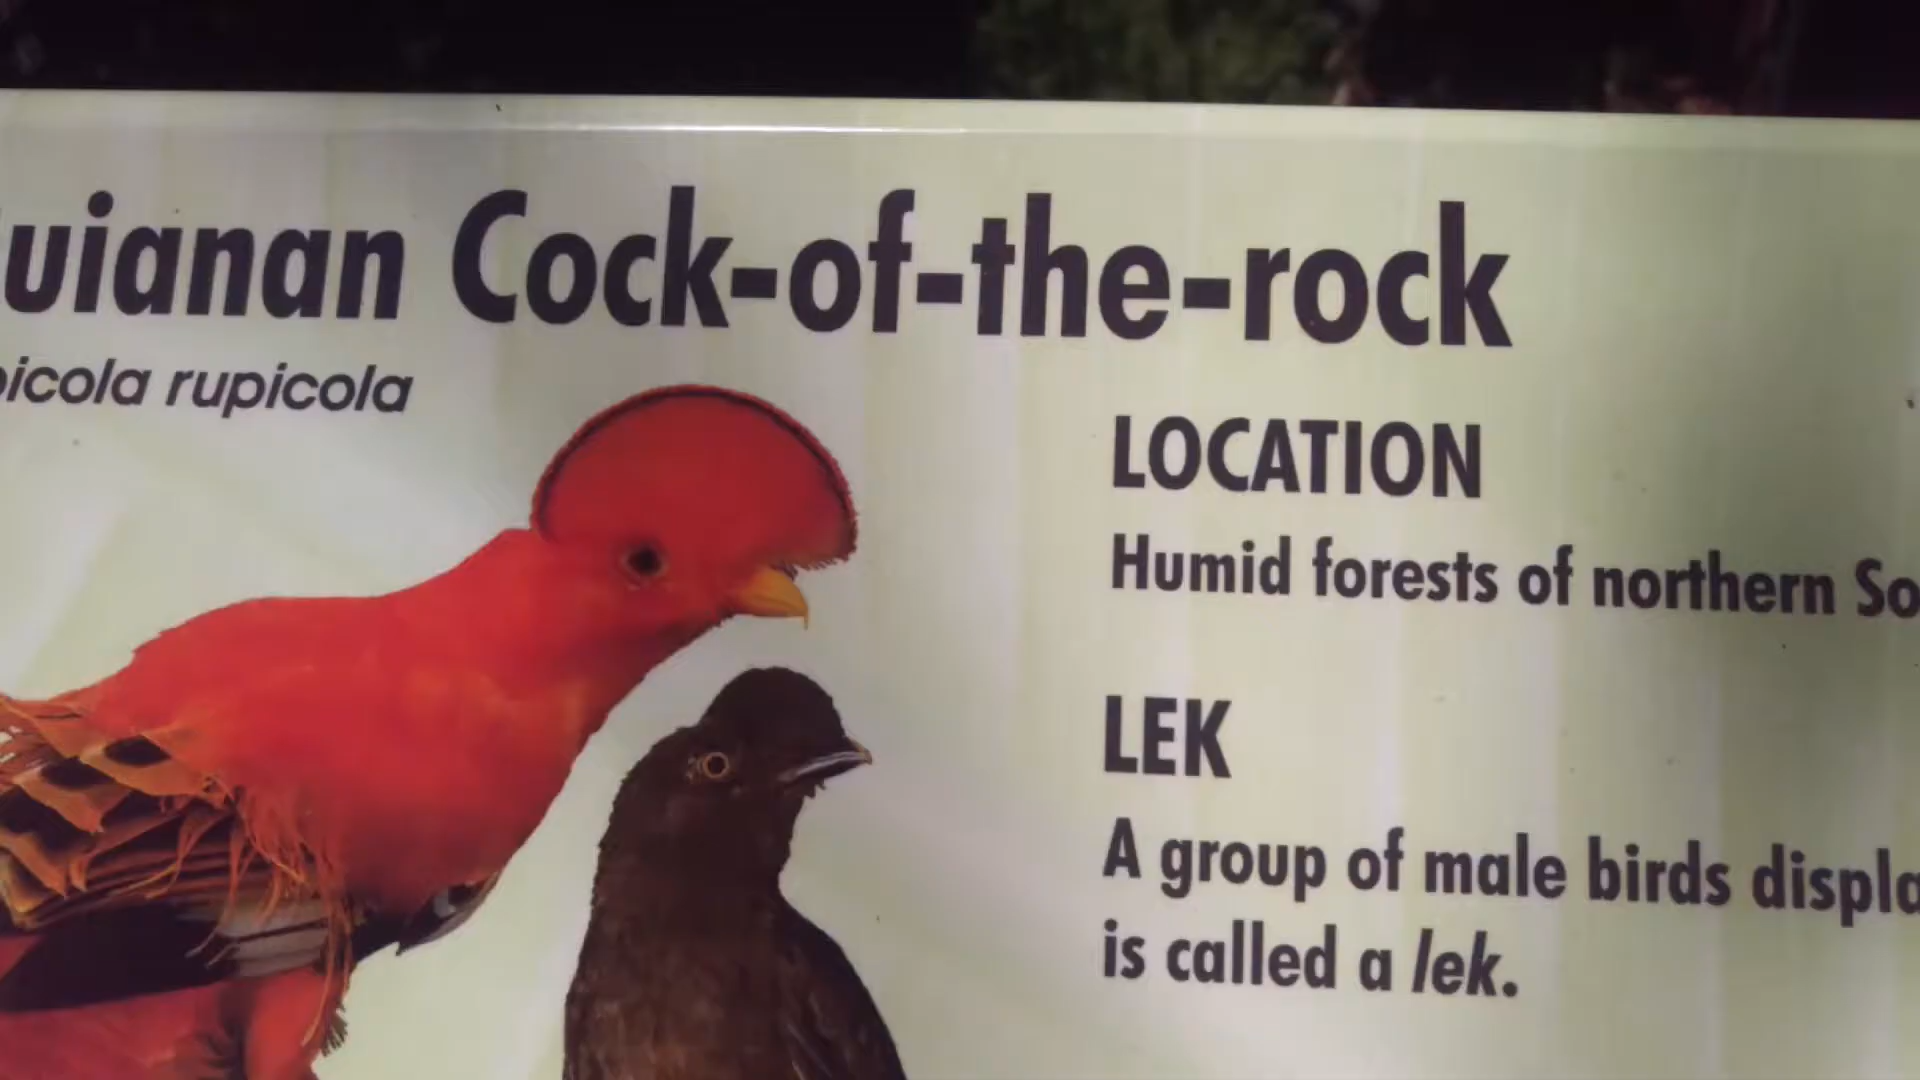 uianan Cock-of-the-rock
icola rupicola
LOCATION
Humid forests of northern So
LEK
A group of male birds displa
is called a lek.